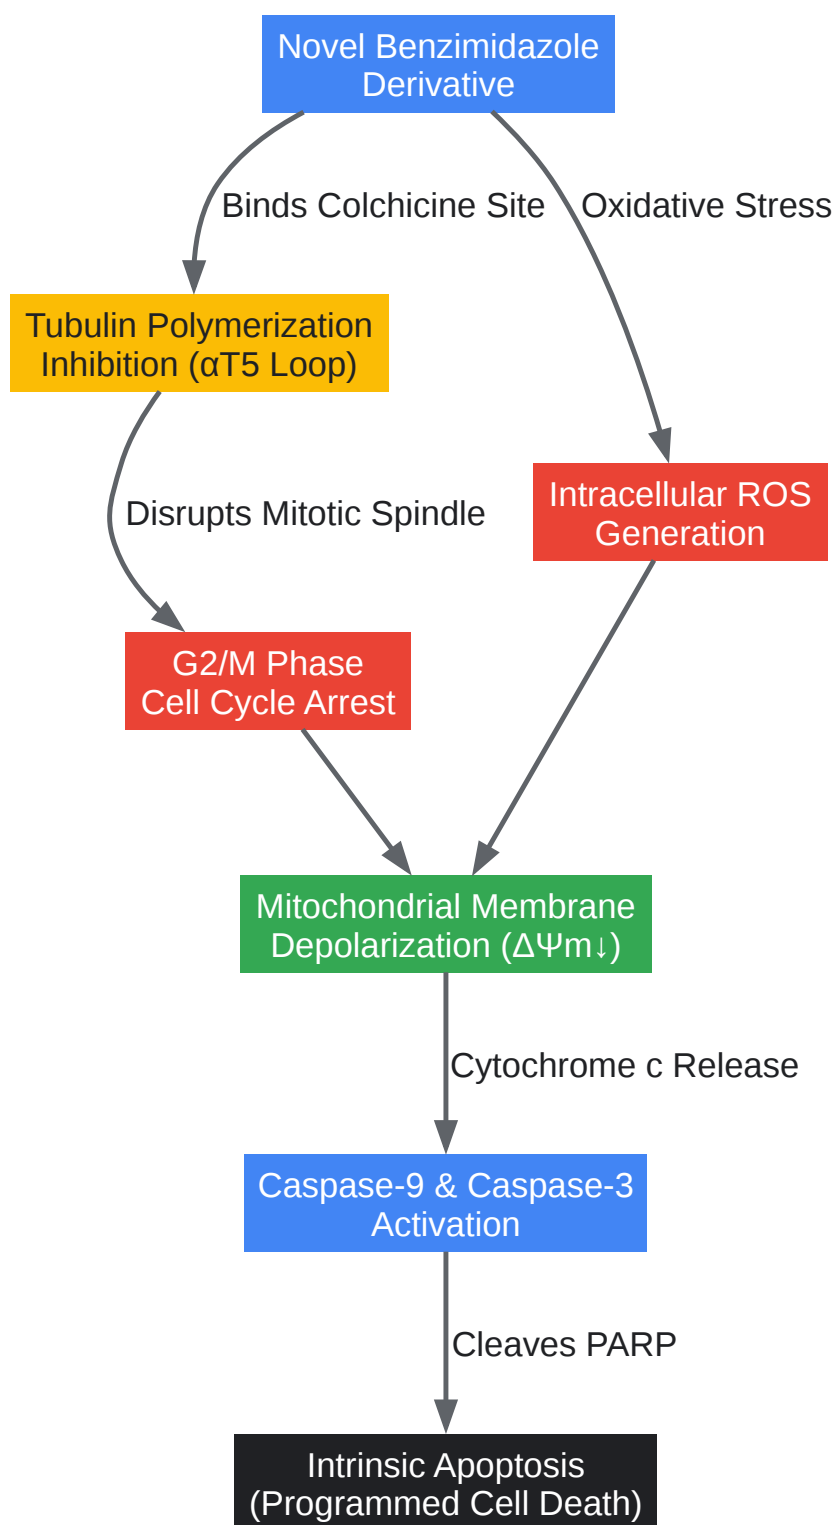 Novel Benzimidazole
Derivative
Binds Colchicine Site
Oxidative Stress
Tubulin Polymerization
Inhibition (αT5 Loop)
Intracellular ROS
Generation
Disrupts Mitotic Spindle
G2/M Phase
Cell Cycle Arrest
Mitochondrial Membrane
Depolarization (ΔΨm↓)
Cytochrome c Release
Caspase-9 & Caspase-3
Activation
Cleaves PARP
Intrinsic Apoptosis
(Programmed Cell Death)